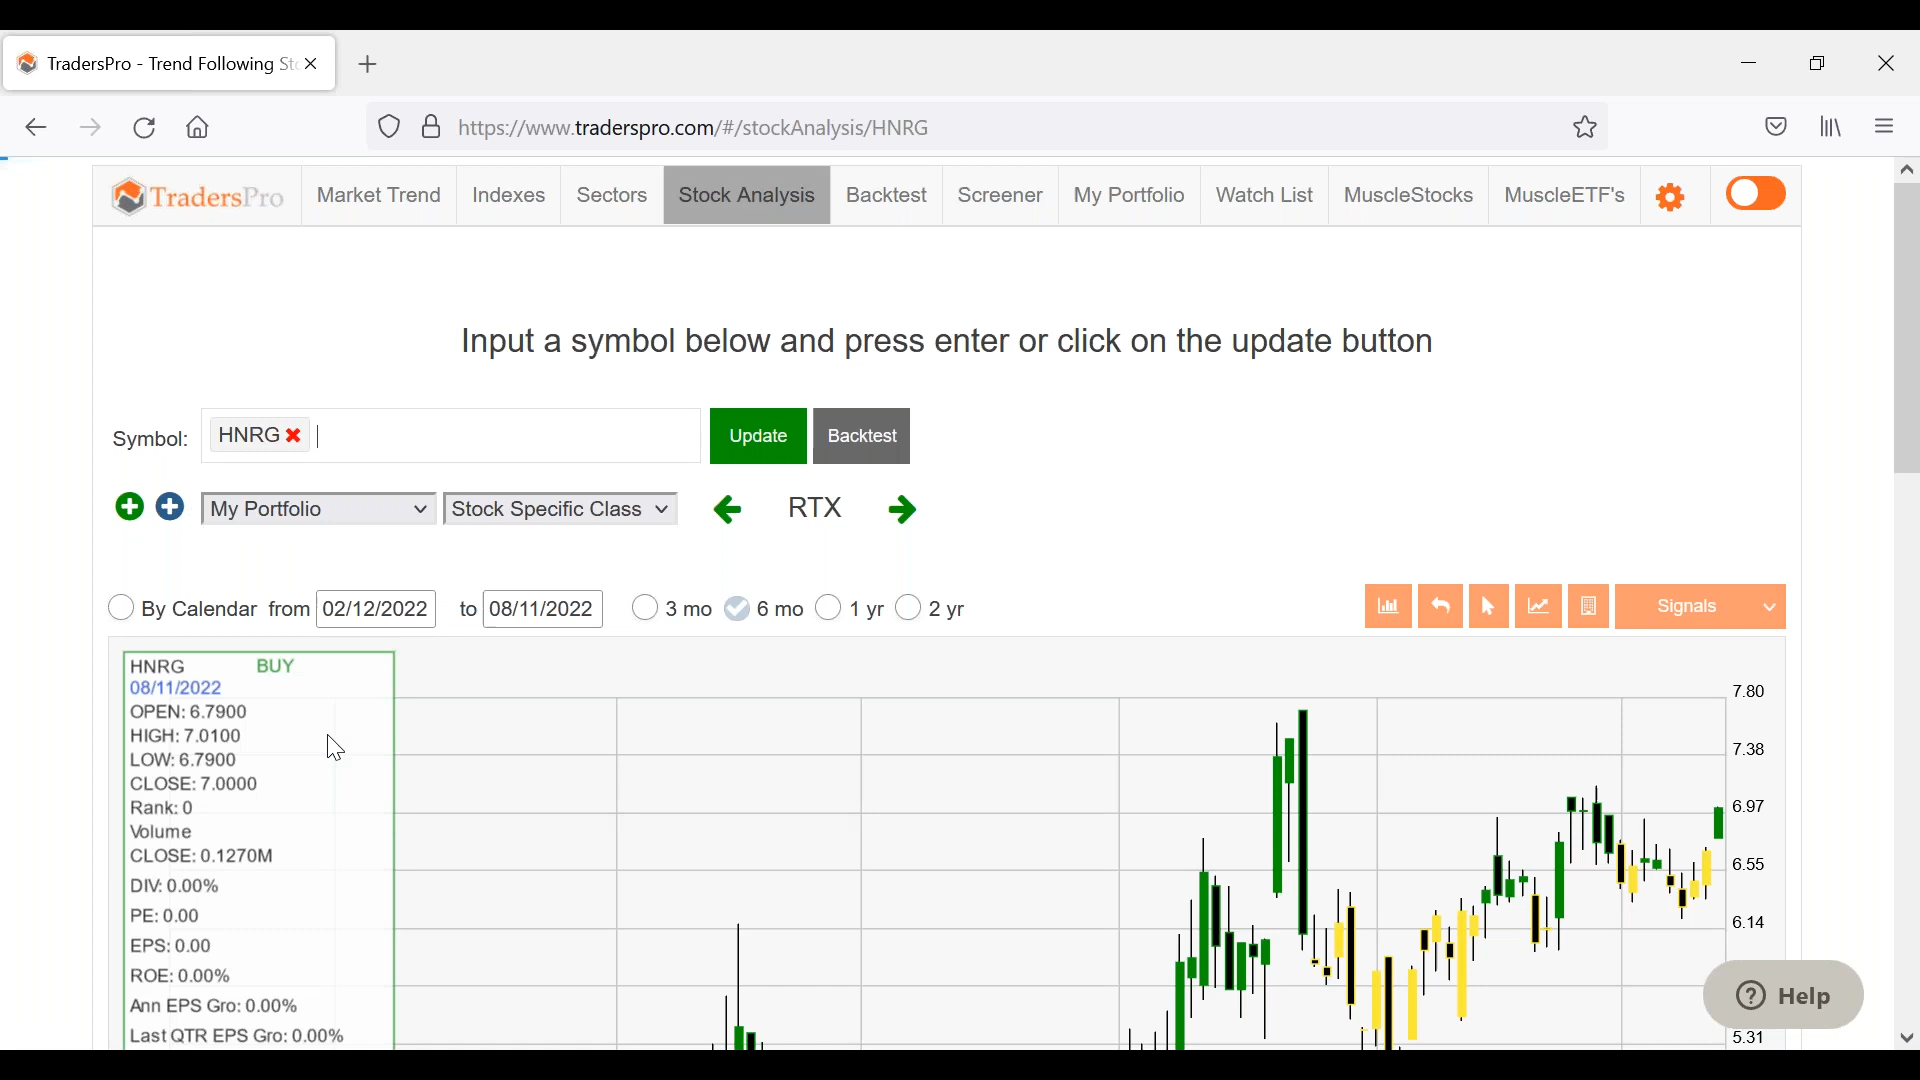 TradersPro - Trend Following Sto
https://www.traderspro.com/#/stockAnalysis/HNRG
TradersPro Market Trend Indexes Sectors Stock Analysis Backtest Screener My Portfolio Watch List MuscleStocks MuscleETF's
Input a symbol below and press enter or click on the update button
Symbol: HNRG Update Backtest
My Portfolio Stock Specific Class RTX
By Calendar from 02/12/2022 to 08/11/2022 3 mo 6 mo 1 yr 2 yr Signals
HNRG BUY
08/11/2022
OPEN: 6.7900
HIGH: 7.0100
LOW: 6.7900
CLOSE: 7.0000
Rank: 0
Volume
CLOSE: 0.1270M
DIV: 0.00%
PE: 0.00
EPS: 0.00
ROE: 0.00%
Ann EPS Gro: 0.00%
Last QTR EPS Gro: 0.00%
7.80
7.38
6.97
6.55
6.14
5.31
Help